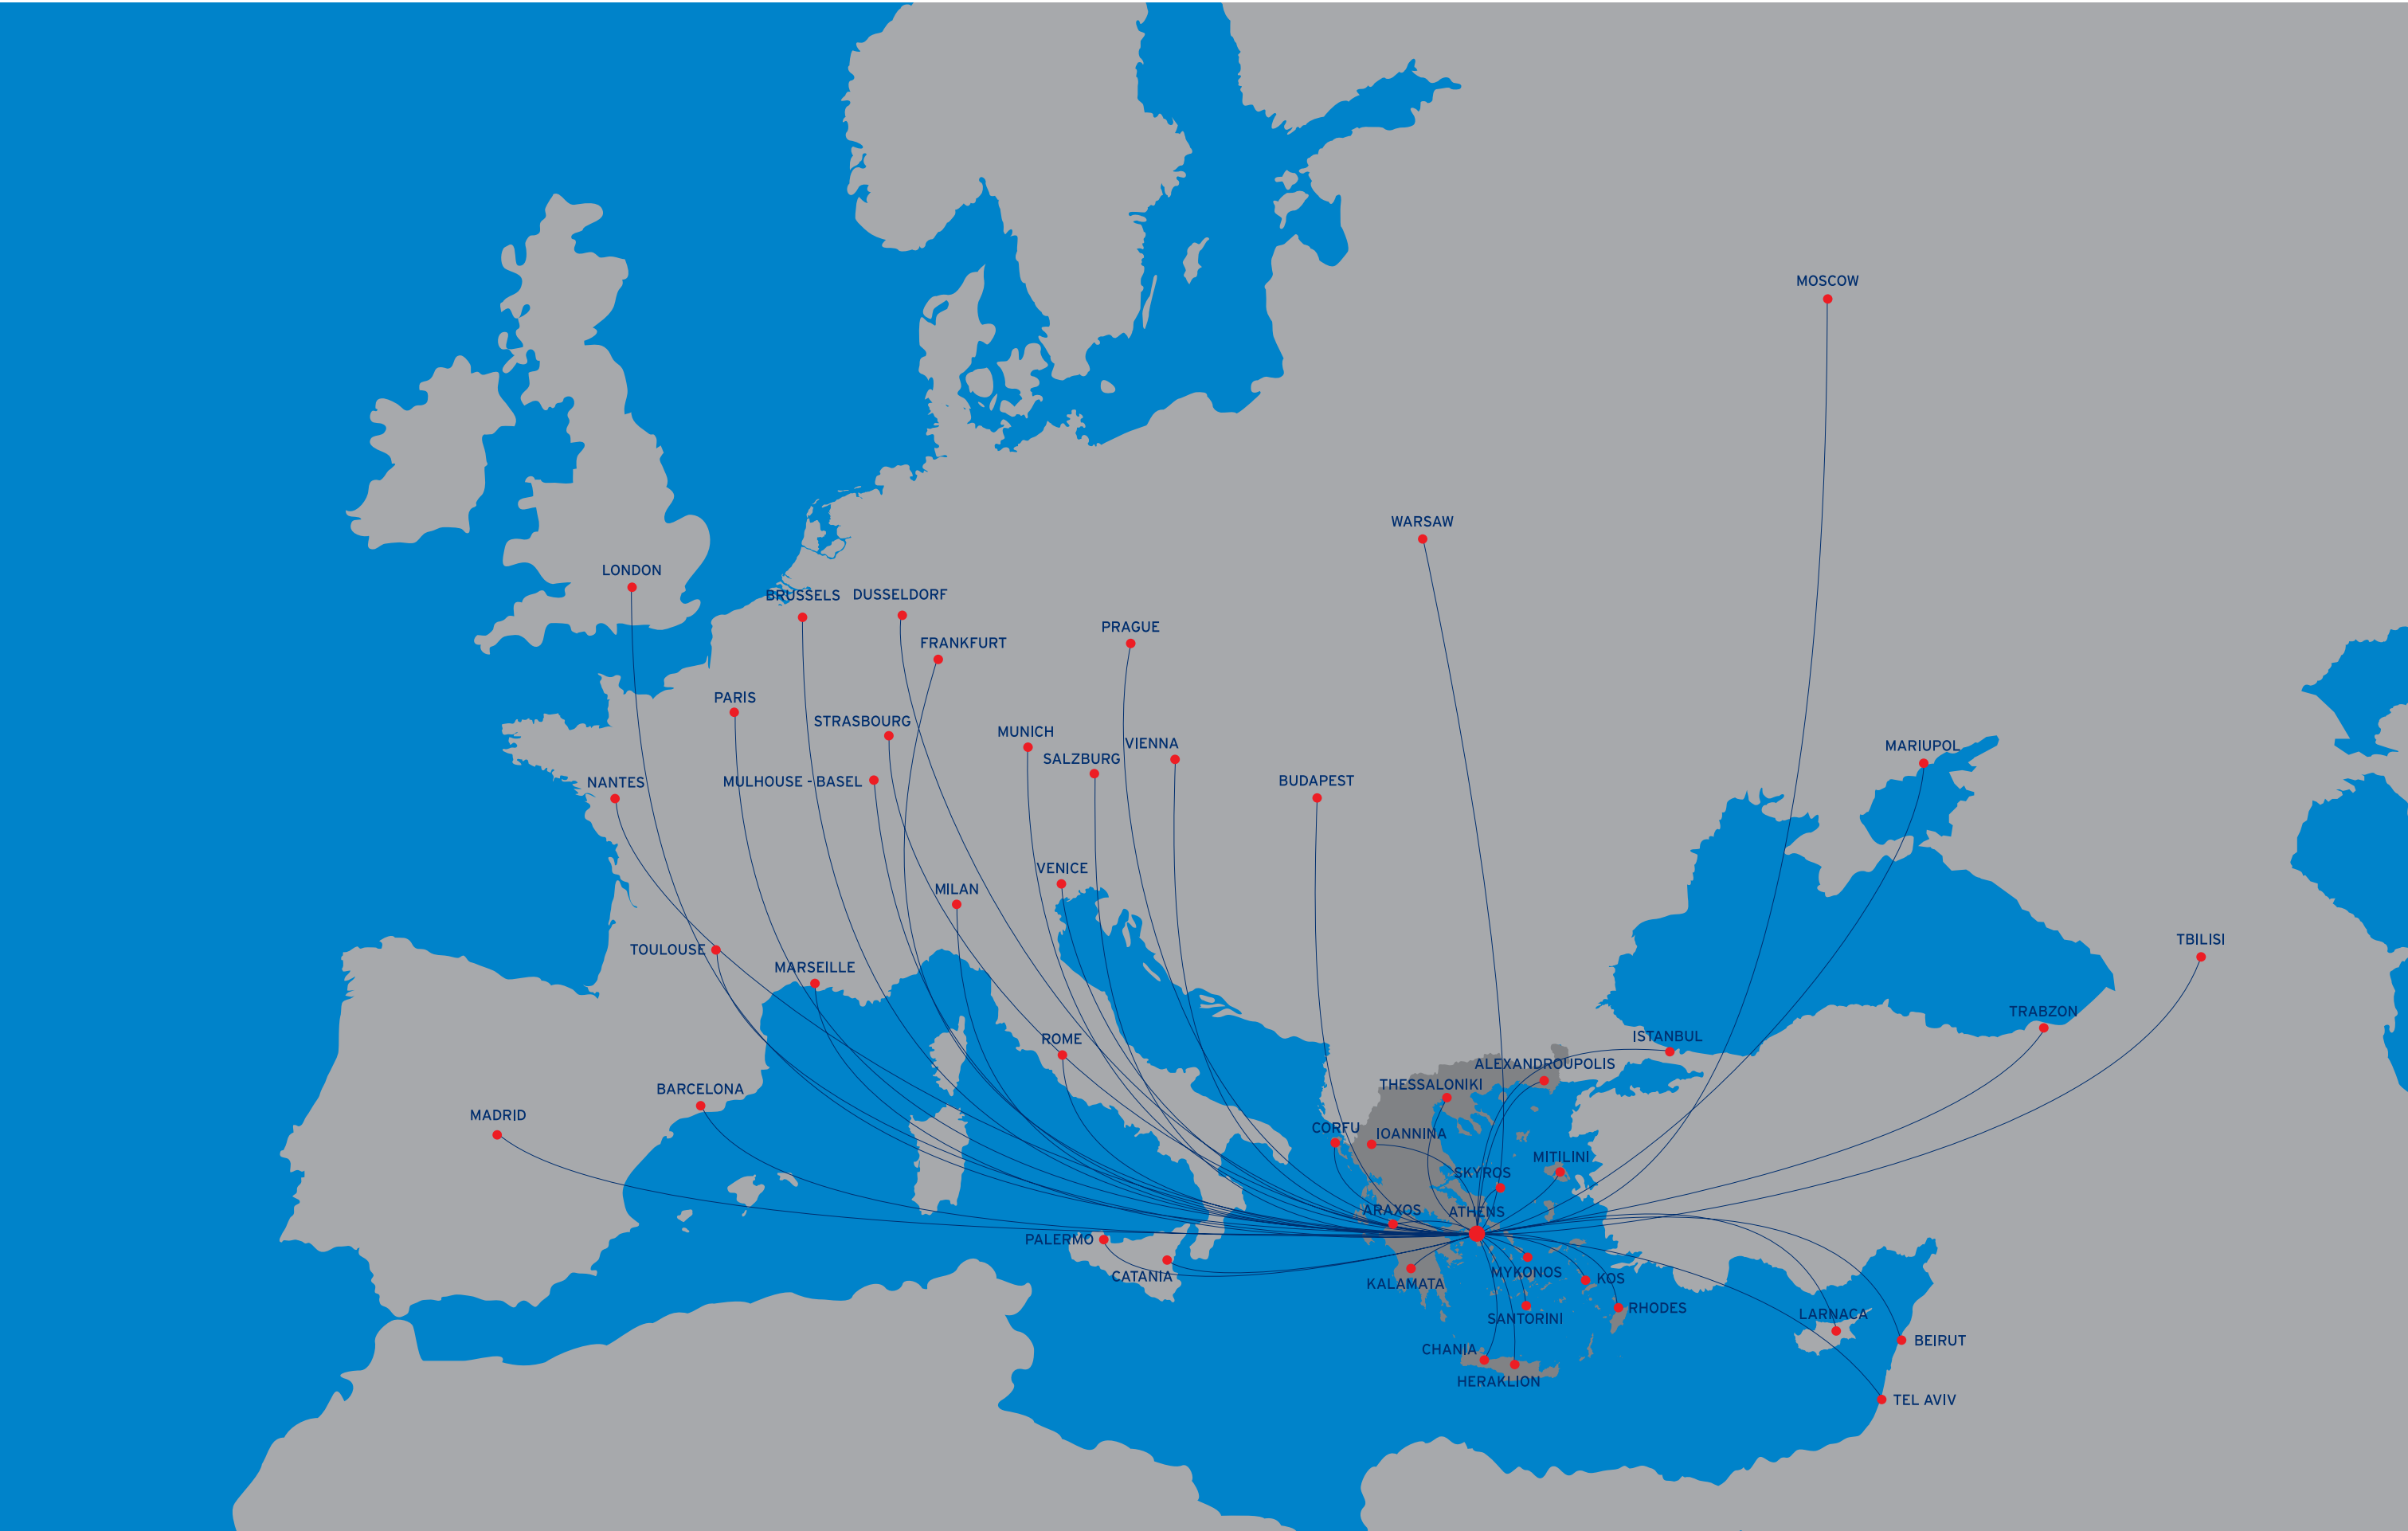 MOSCOW
WARSAW
LONDON
BRUSSELS
DUSSELDORF
PRAGUE
FRANKFURT
PARIS
STRASBOURG
MUNICH
VIENNA
MARIUPOL
SALZBURG
NANTES
MULHOUSE - BASEL
BUDAPEST
VENICE
MILAN
TBILISI
TOULOUSE
MARSEILLE
TRABZON
ROME
ISTANBUL
ALEXANDROUPOLIS
THESSALONIKI
BARCELONA
MADRID
CORFU
IOANNINA
MITILINI
SKYROS
ARAXOS
ATHENS
PALERMO
CATANIA
MYKONOS
KOS
KALAMATA
RHODES
SANTORINI
LARNACA
BEIRUT
CHANIA
HERAKLION
TEL AVIV